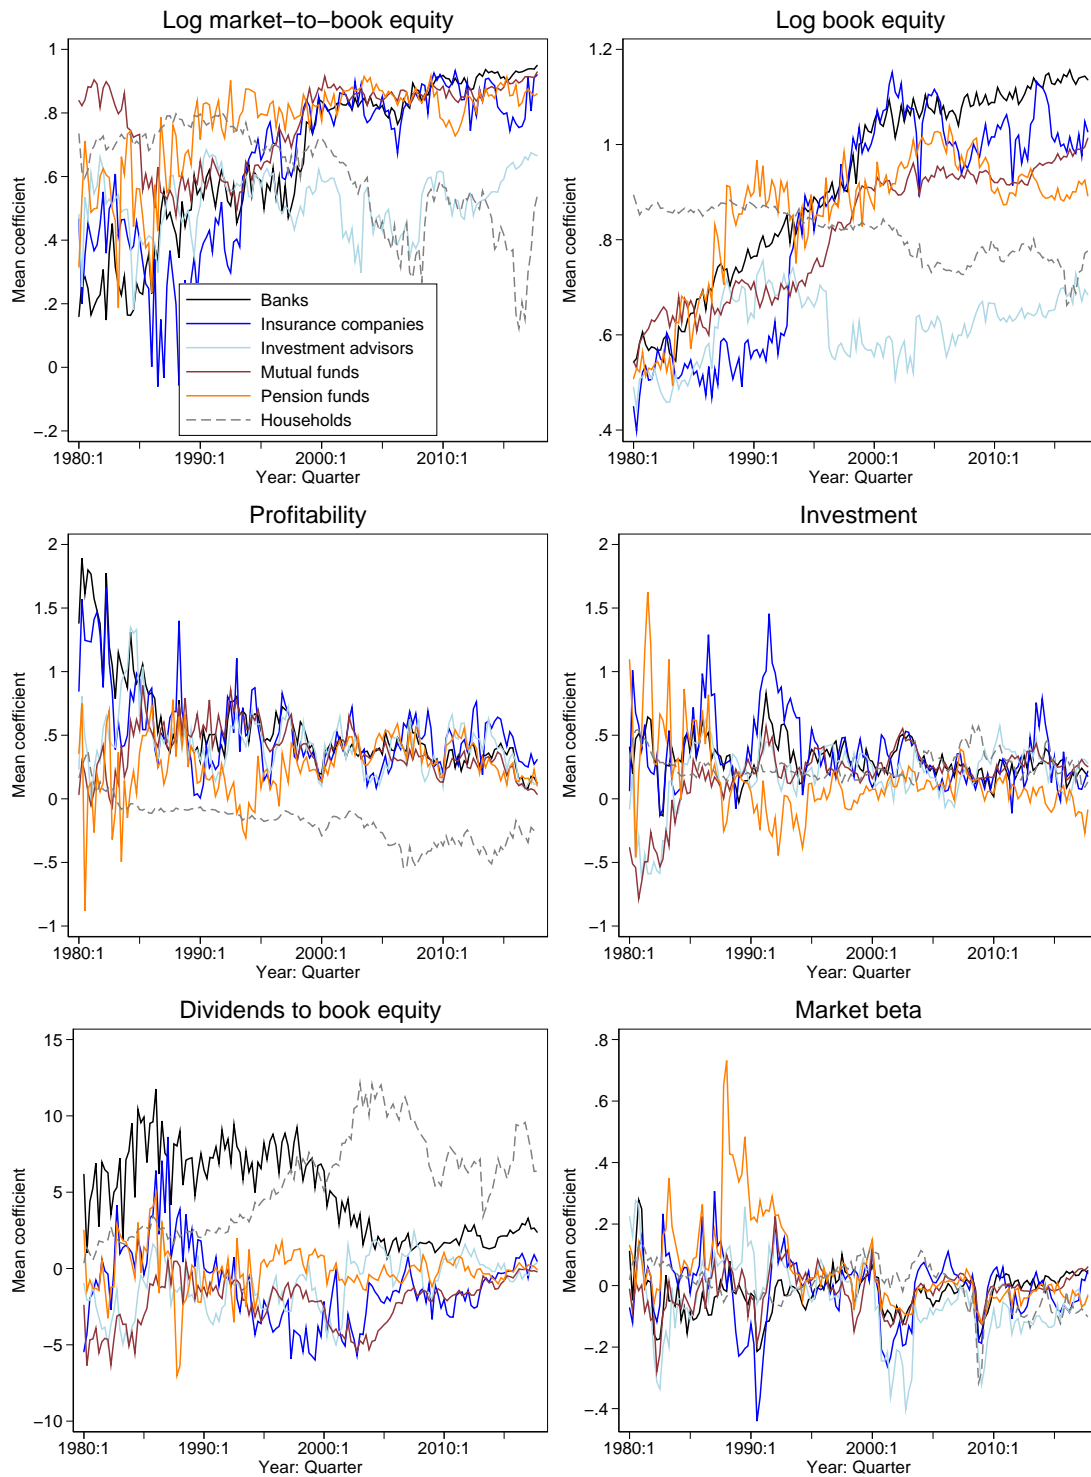 Log market−to−book equity
1
.8
.6
.4
.2
0
−.2
Mean coefficient
1980:1
1990:1
2000:1
2010:1
Year: Quarter
Banks
Insurance companies
Investment advisors
Mutual funds
Pension funds
Households
Log book equity
1.2
1
.8
.6
.4
Mean coefficient
1980:1
1990:1
2000:1
2010:1
Year: Quarter
Profitability
2
1.5
1
.5
0
−.5
−1
Mean coefficient
1980:1
1990:1
2000:1
2010:1
Year: Quarter
Investment
2
1.5
1
.5
0
−.5
−1
Mean coefficient
1980:1
1990:1
2000:1
2010:1
Year: Quarter
Dividends to book equity
15
10
5
0
−5
−10
Mean coefficient
1980:1
1990:1
2000:1
2010:1
Year: Quarter
Market beta
.8
.6
.4
.2
0
−.2
−.4
Mean coefficient
1980:1
1990:1
2000:1
2010:1
Year: Quarter